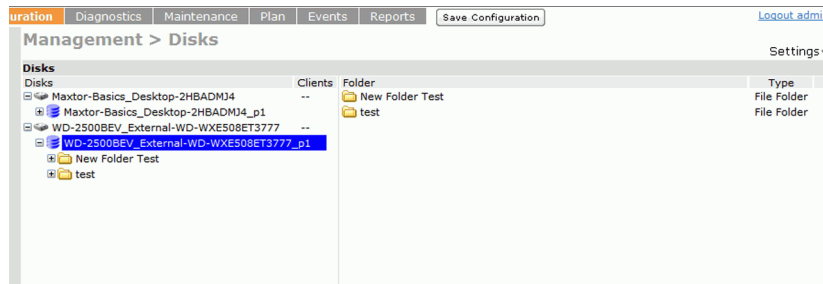 uration Diagnostics Maintenance Plan Events Reports Save Configuration Logout admi
Management > Disks
Settings
Disks
Disks Clients Folder Type
Maxtor-Basics_Desktop-2HBADMJ4 -- New Folder Test File Folder
Maxtor-Basics_Desktop-2HBADMJ4_p1 test File Folder
WD-2500BEV_External-WD-WXE508ET3777 --
WD-2500BEV_External-WD-WXE508ET3777_p1
New Folder Test
test